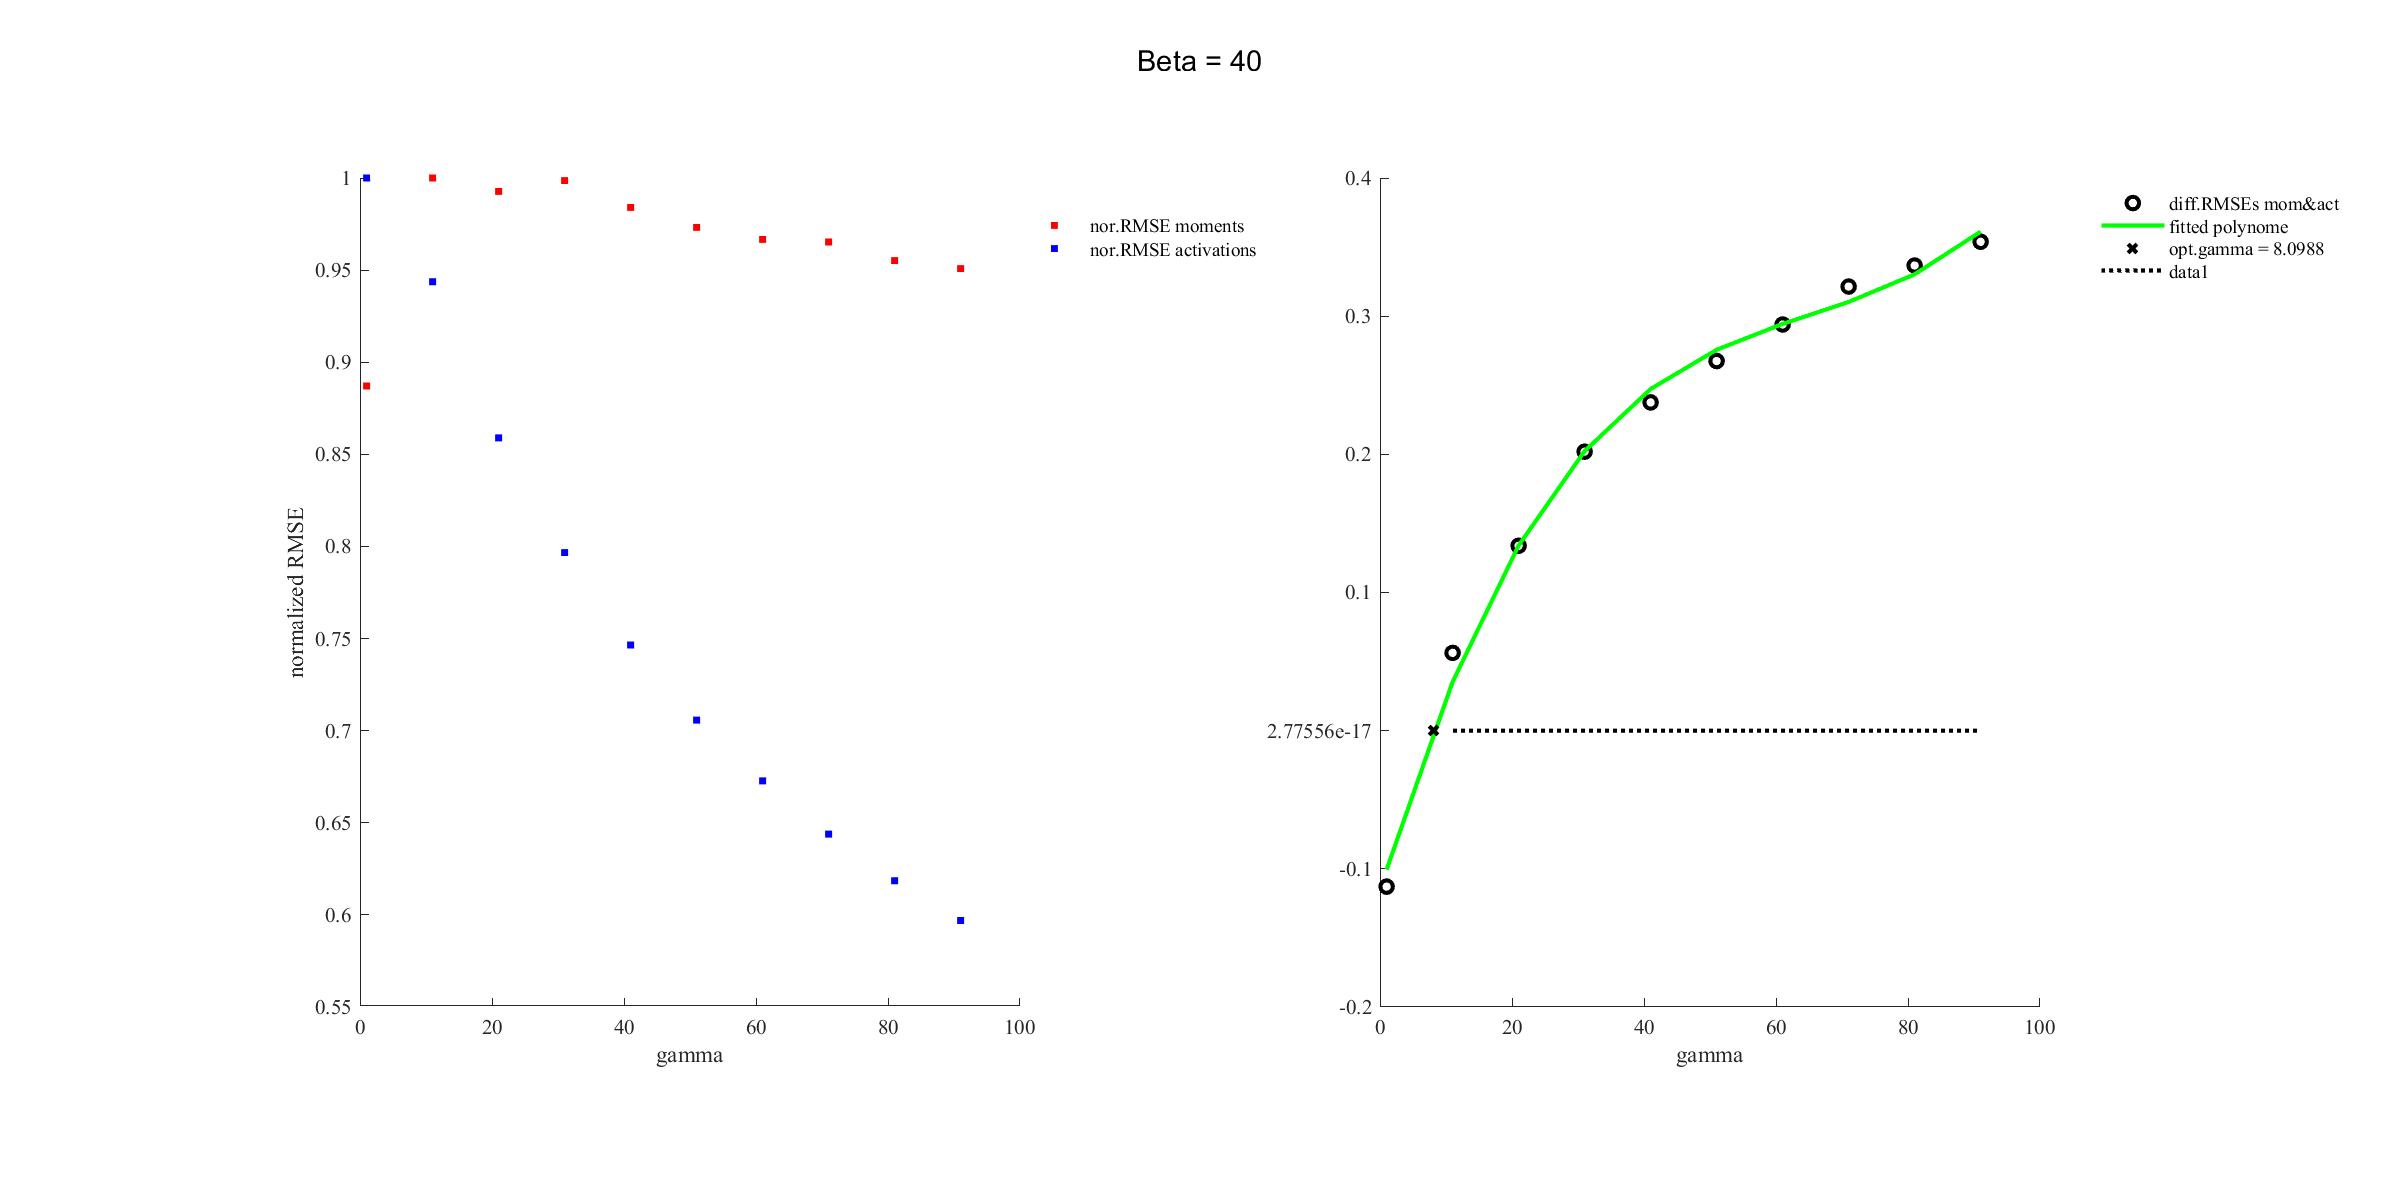 Beta = 40
1
0.95
0.9
0.85
0.8
0.75
0.7
0.65
0.6
0.55
normalized RMSE
0
20
40
60
80
100
gamma
nor.RMSE moments
nor.RMSE activations
0.4
0.3
0.2
0.1
2.77556e-17
-0.1
-0.2
0
20
40
60
80
100
gamma
diff.RMSEs mom&act
fitted polynome
opt.gamma = 8.0988
data1